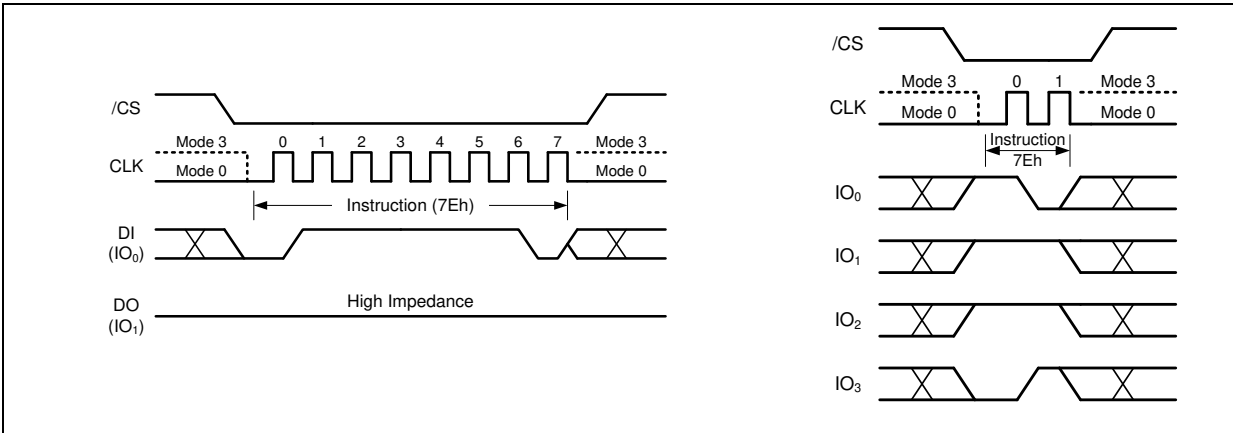 /CS
Mode 3 0 1 2 3 4 5 6 7 Mode 3
CLK
Mode 0 Mode 0
Instruction (7Eh)
DI
(IO₀)
High Impedance
DO
(IO₁)
/CS
Mode 3 0 1 Mode 3
CLK
Mode 0 Mode 0
Instruction
7Eh
IO₀
IO₁
IO₂
IO₃